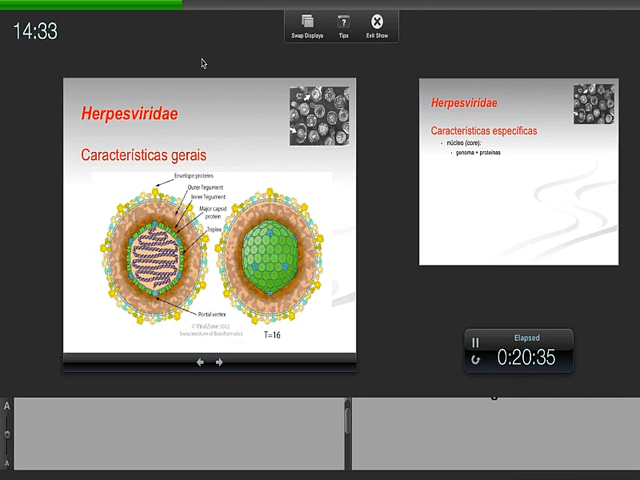 14:33
Swap Displays
Tips
Exit Show
Herpesviridae
Características gerais
Envelope proteins
Outer Tegument
Inner Tegument
Major capsid
protein
Triplex
Portal vertex
© ViralZone 2012
Swiss Institute of Bioinformatics
T=16
Herpesviridae
Características específicas
núcleo (core):
genoma + proteínas
Elapsed
0:20:35
A
A